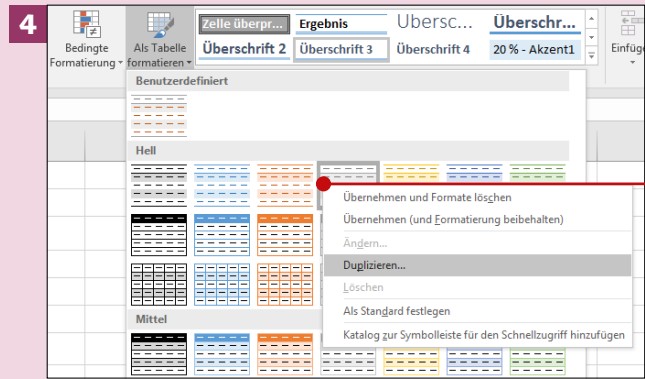 4
Zelle überpr... Ergebnis Übersc... Überschr...
Überschrift 2 Überschrift 3 Überschrift 4 20 % - Akzent1
Bedingte Formatierung
Als Tabelle formatieren
Einfüg
Benutzerdefiniert
Hell
Übernehmen und Formate löschen
Übernehmen (und Formatierung beibehalten)
Ändern...
Duplizieren...
Löschen
Als Standard festlegen
Katalog zur Symbolleiste für den Schnellzugriff hinzufügen
Mittel